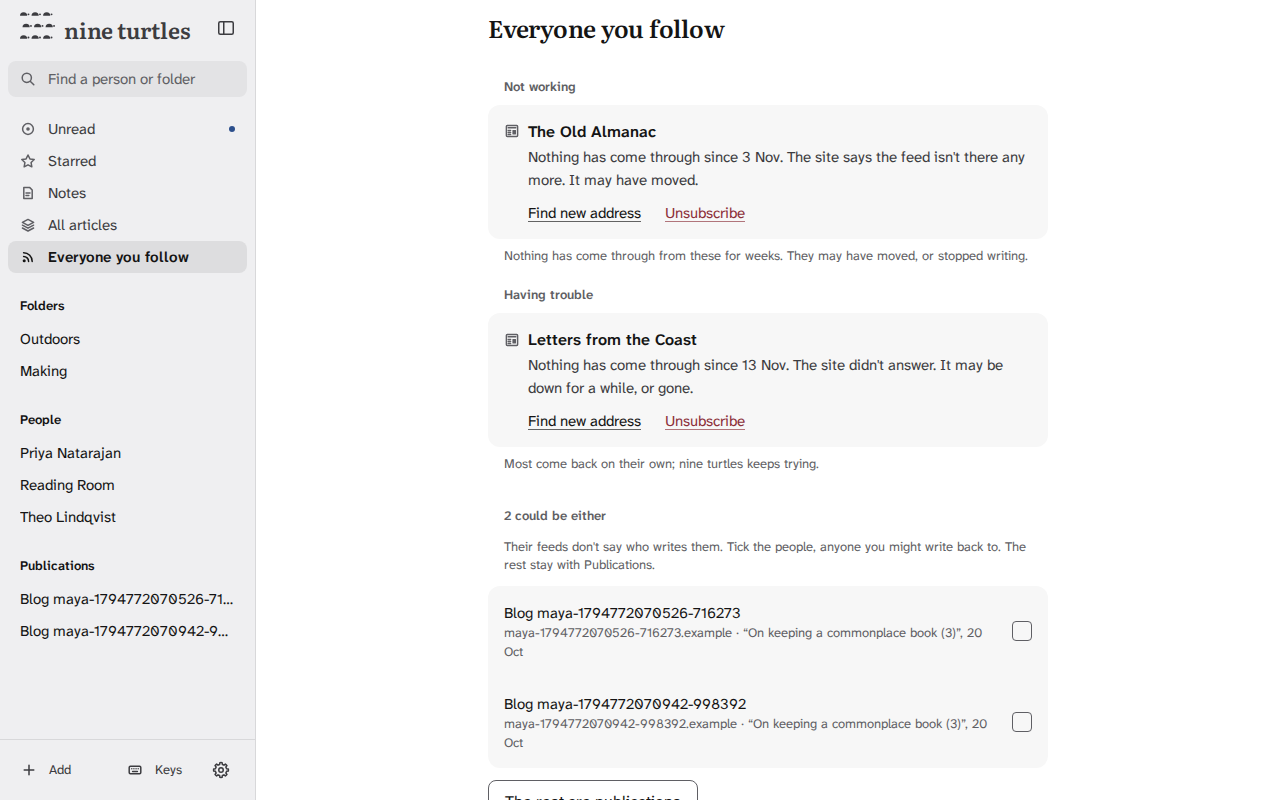 nine turtles
Find a person or folder
Unread
Starred
Notes
All articles
Everyone you follow
Folders
Outdoors
Making
People
Priya Natarajan
Reading Room
Theo Lindqvist
Publications
Blog maya-1794772070526-71...
Blog maya-1794772070942-9...
Add
Keys
Everyone you follow
Not working
The Old Almanac
Nothing has come through since 3 Nov. The site says the feed isn't there any
more. It may have moved.
Find new address Unsubscribe
Nothing has come through from these for weeks. They may have moved, or stopped writing.
Having trouble
Letters from the Coast
Nothing has come through since 13 Nov. The site didn't answer. It may be
down for a while, or gone.
Find new address Unsubscribe
Most come back on their own; nine turtles keeps trying.
2 could be either
Their feeds don't say who writes them. Tick the people, anyone you might write back to. The
rest stay with Publications.
Blog maya-1794772070526-716273
maya-1794772070526-716273.example · “On keeping a commonplace book (3)”, 20
Oct
Blog maya-1794772070942-998392
maya-1794772070942-998392.example · “On keeping a commonplace book (3)”, 20
Oct
The rest are publications